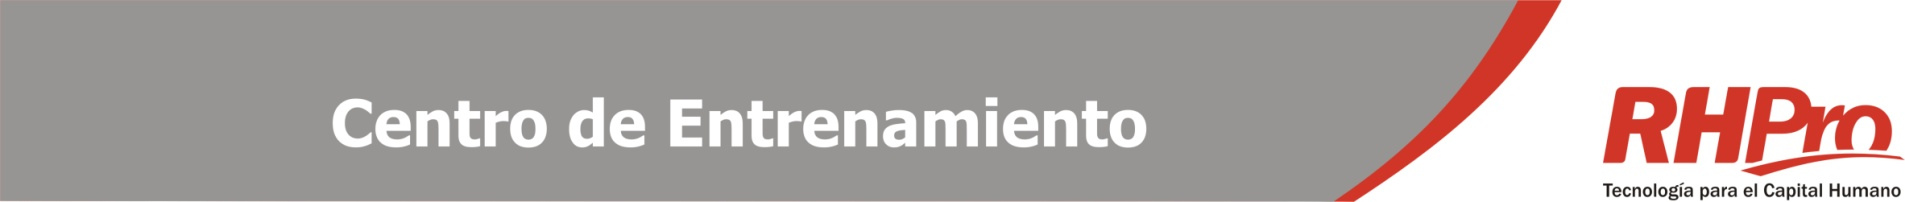 Centro de Entrenamiento
RHPro
Tecnología para el Capital Humano